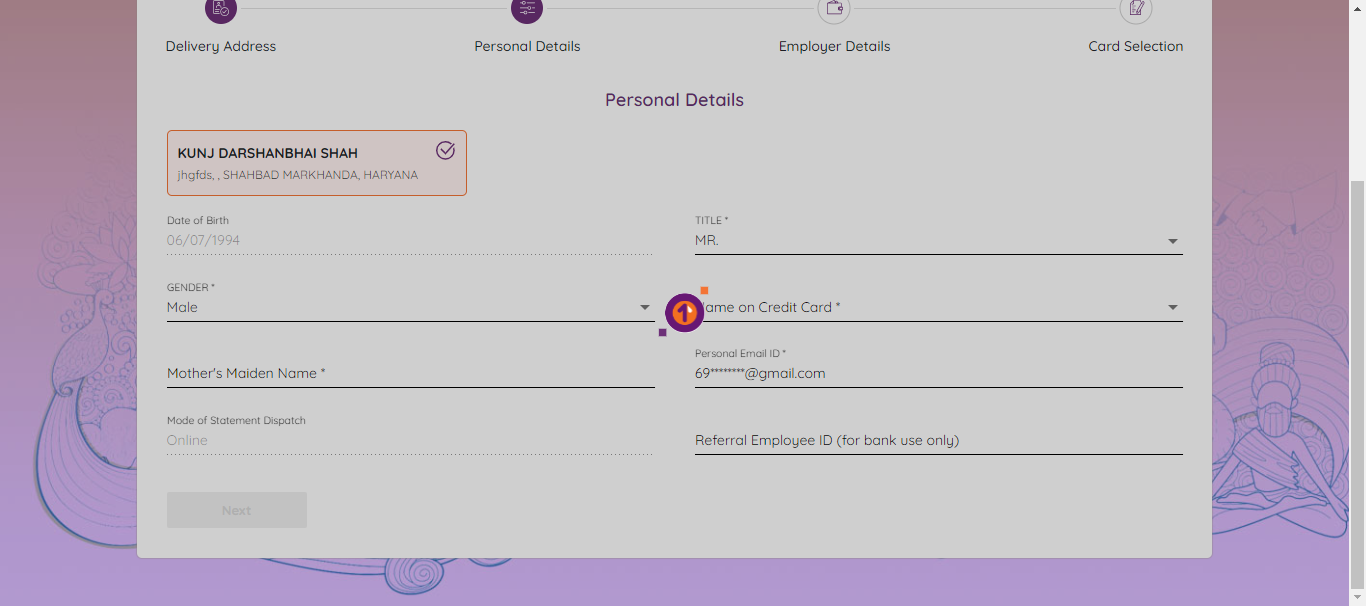 Delivery Address
Personal Details
Employer Details
Card Selection
Personal Details
KUNJ DARSHANBHAI SHAH
jhgfds, , SHAHBAD MARKHANDA, HARYANA
Date of Birth
06/07/1994
TITLE *
MR.
GENDER *
Male
ame on Credit Card *
Mother's Maiden Name *
Personal Email ID *
69********@gmail.com
Mode of Statement Dispatch
Online
Referral Employee ID (for bank use only)
Next